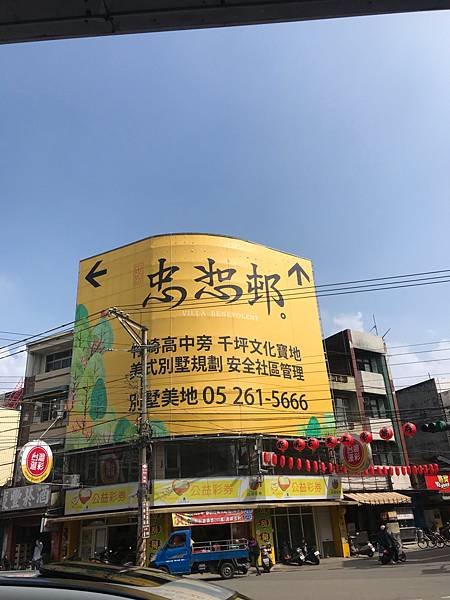 忠恕邨。
VILLA BENEVOLENT
竹崎高中旁 千坪文化寶地
美式別墅規劃 安全社區管理
別墅美地 05 261-5666
台灣彩券
公益彩券
公益彩券
公益彩券